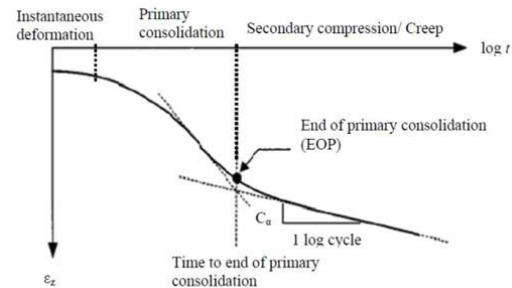 Instantaneous
deformation
Primary
consolidation
Secondary compression/ Creep
log t
End of primary consolidation
(EOP)
Cα
1 log cycle
Time to end of primary
consolidation
εz